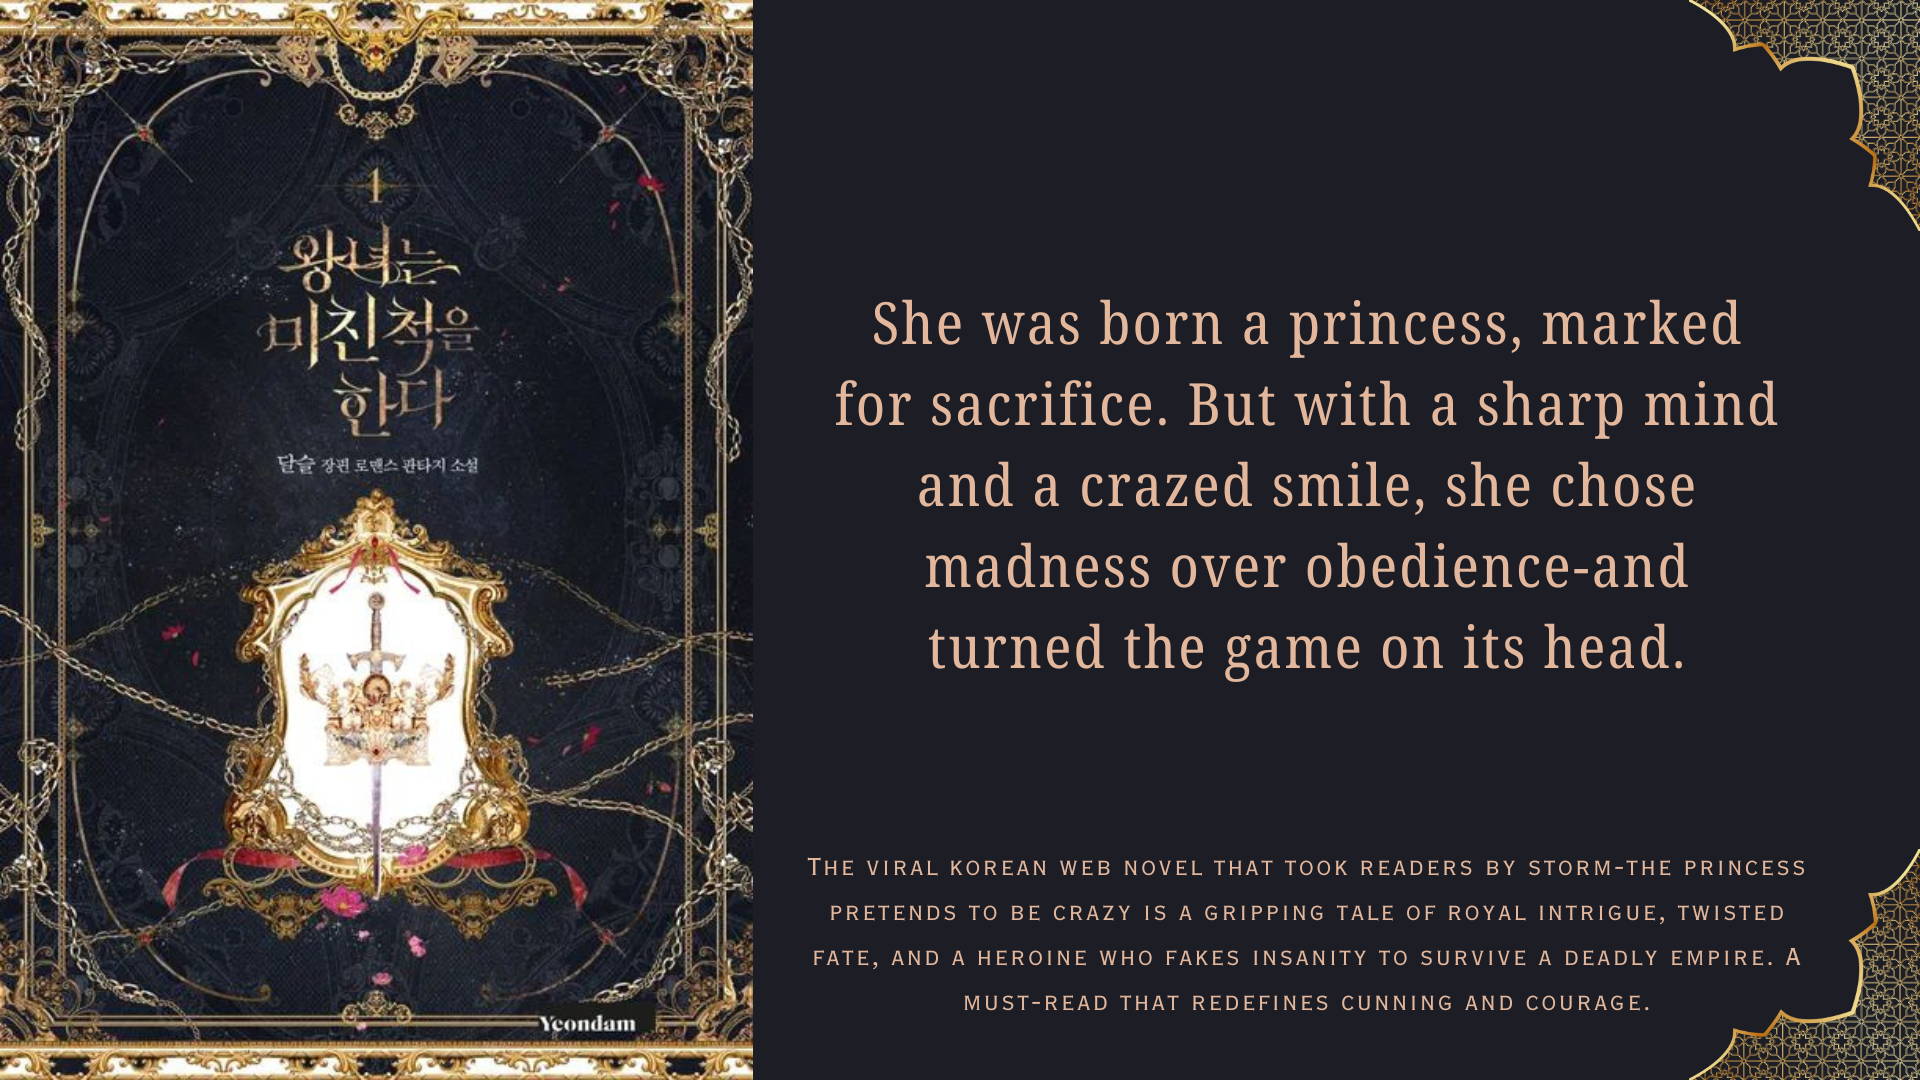 1
왕녀는
미친 척을
한다
달슬 장편 로맨스 판타지 소설
Yeondam
She was born a princess, marked
for sacrifice. But with a sharp mind
and a crazed smile, she chose
madness over obedience-and
turned the game on its head.
The viral Korean web novel that took readers by storm-The Princess
Pretends to Be Crazy is a gripping tale of royal intrigue, twisted
fate, and a heroine who fakes insanity to survive a deadly empire. A
must-read that redefines cunning and courage.